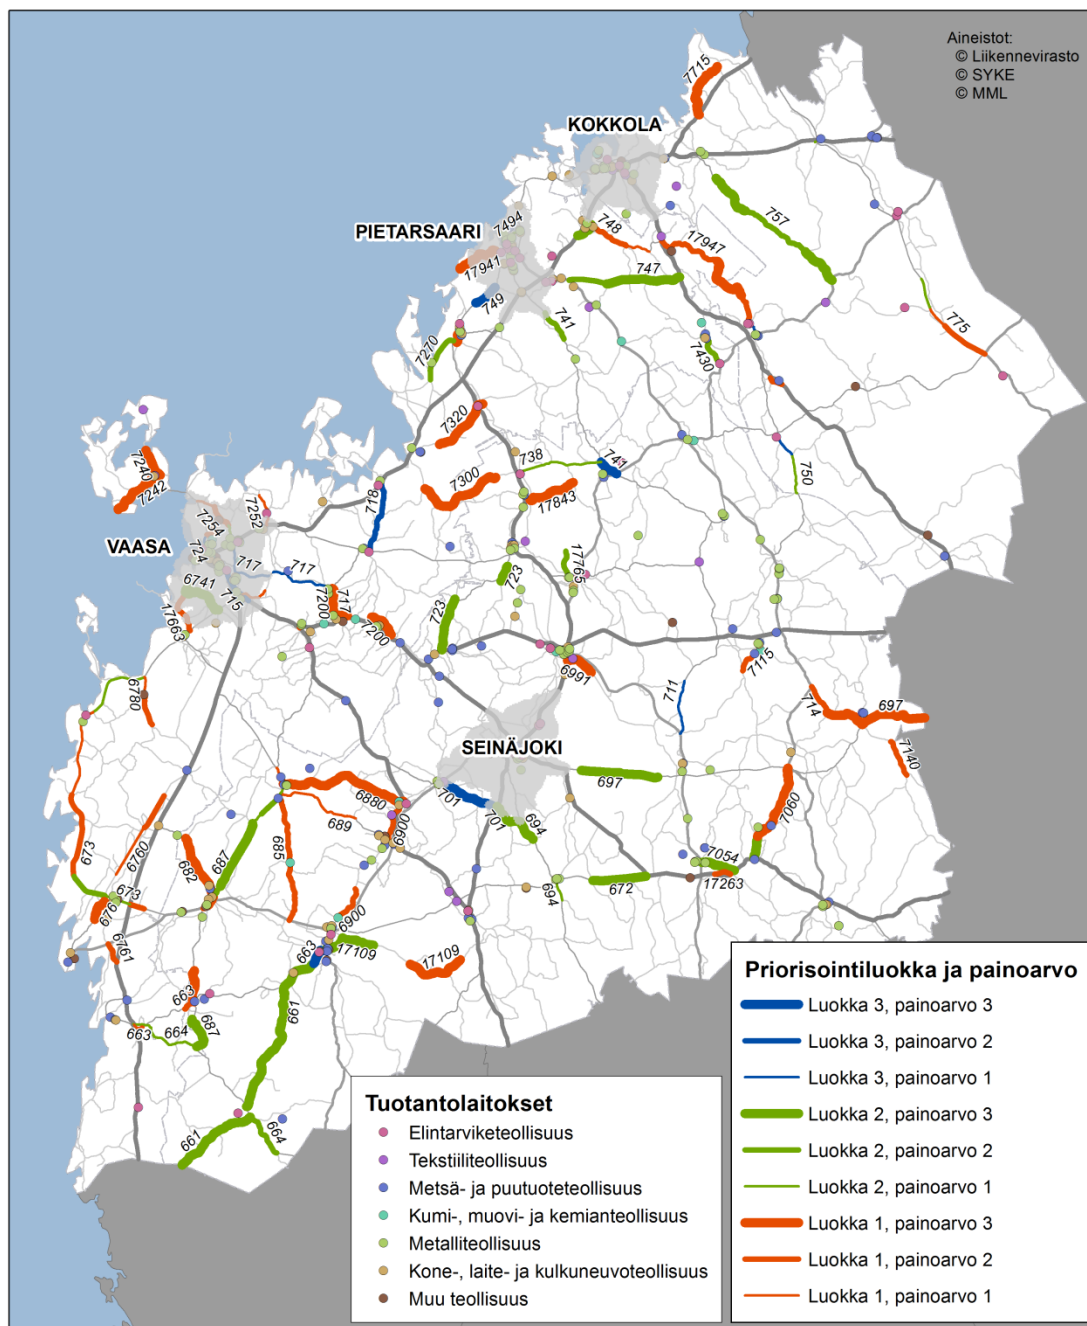 Aineistot:
© Liikennevirasto
© SYKE
© MML
7715
KOKKOLA
757
7494
748
17947
PIETARSAARI
17941
747
749
741
775
7270
7430
7320
738
741
750
7240
7242
7300
17843
718
7252
7254
VAASA
724
717
717
723
17765
6741
715
7200
717
7200
723
17663
6991
7115
711
6780
714
697
SEINÄJOKI
7140
697
701
701
694
6880
689
6900
7060
685
673
6760
682
687
7054
17263
672
694
673
676
6900
6761
663
17109
17109
663
661
687
664
663
661
664
Priorisointiluokka ja painoarvo
Luokka 3, painoarvo 3
Luokka 3, painoarvo 2
Luokka 3, painoarvo 1
Luokka 2, painoarvo 3
Luokka 2, painoarvo 2
Luokka 2, painoarvo 1
Luokka 1, painoarvo 3
Luokka 1, painoarvo 2
Luokka 1, painoarvo 1
Tuotantolaitokset
Elintarviketeollisuus
Tekstiiliteollisuus
Metsä- ja puutuoteteollisuus
Kumi-, muovi- ja kemianteollisuus
Metalliteollisuus
Kone-, laite- ja kulkuneuvoteollisuus
Muu teollisuus